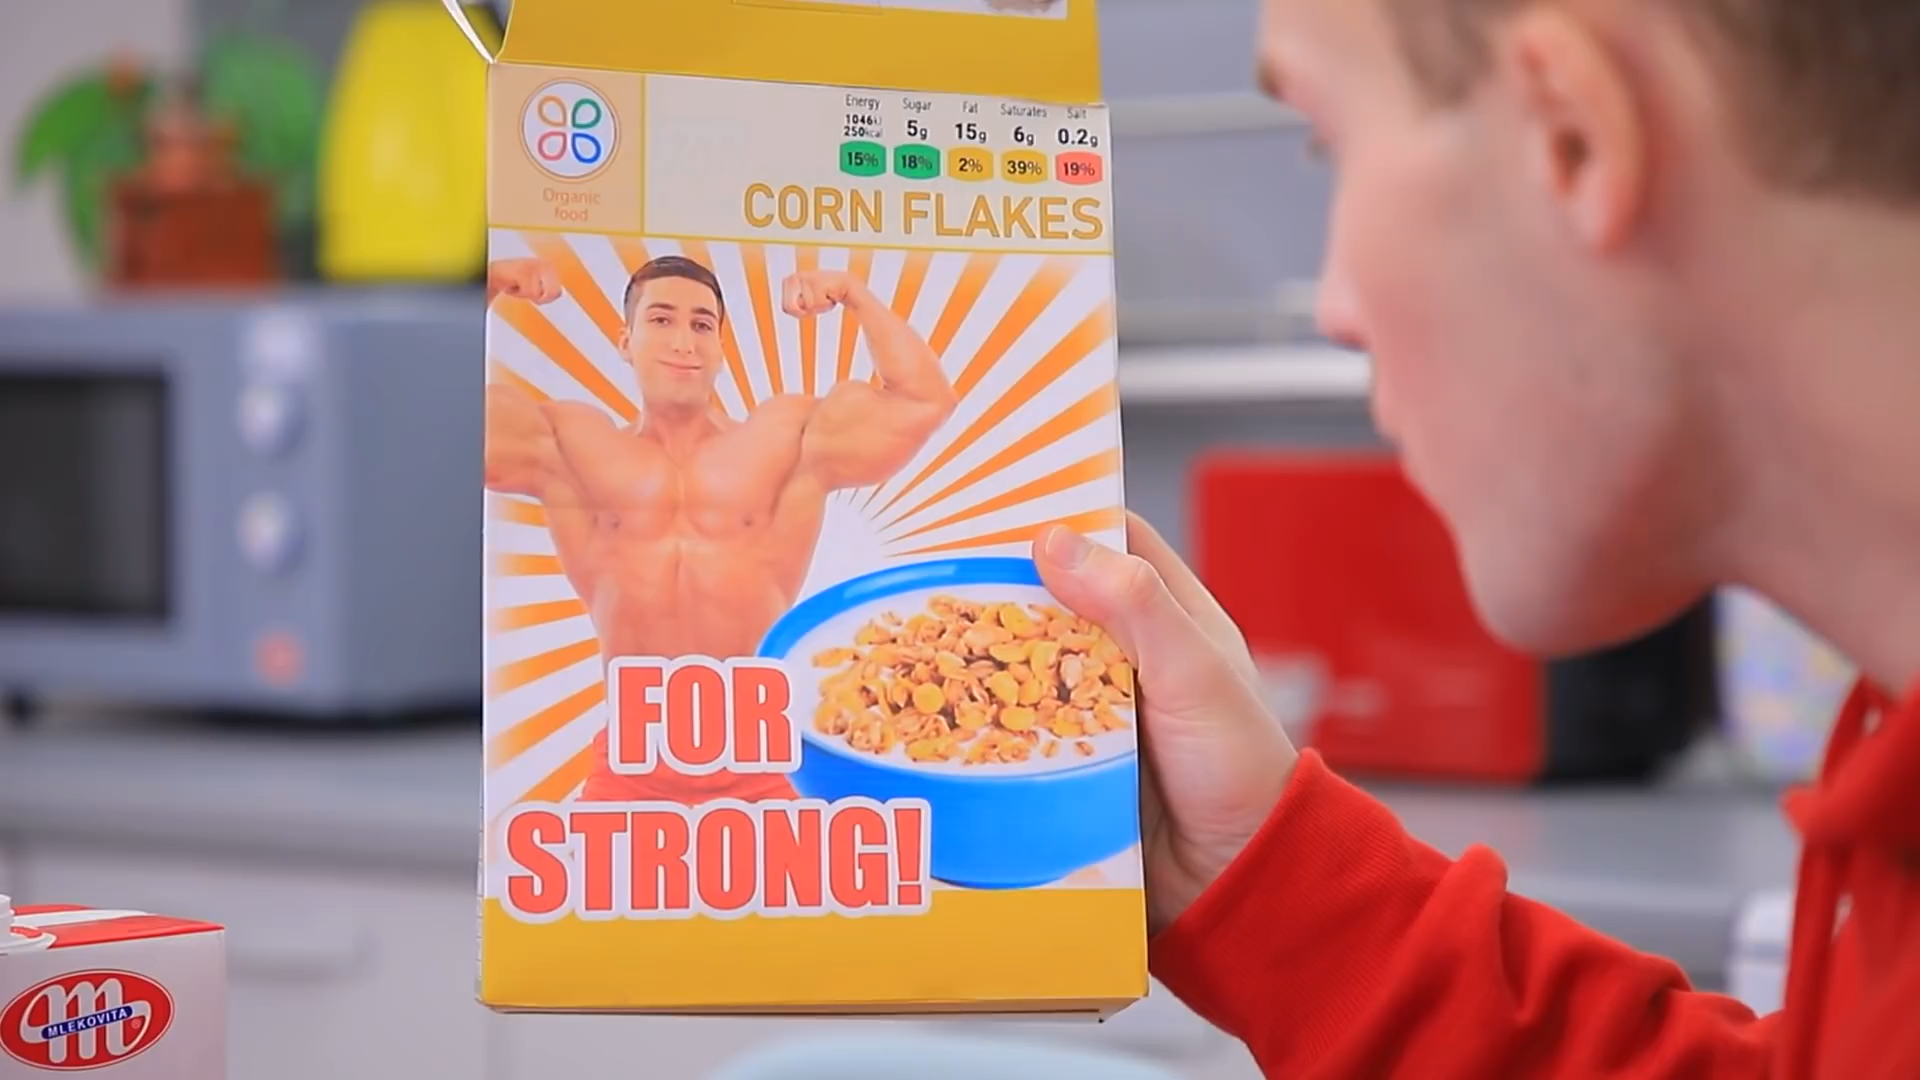 Energy Sugar Fat Saturates Salt
1046kJ
250kcal 5g 15g 6g 0.2g
15% 18% 2% 39% 19%
Organic
food
CORN FLAKES
FOR
STRONG!
m
MLEKOVITA